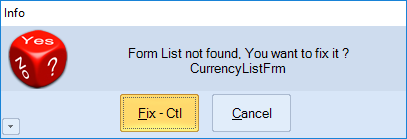 Info
Yes
No
?
Form List not found, You want to fix it ?
CurrencyListFrm
Fix - Ctl
Cancel